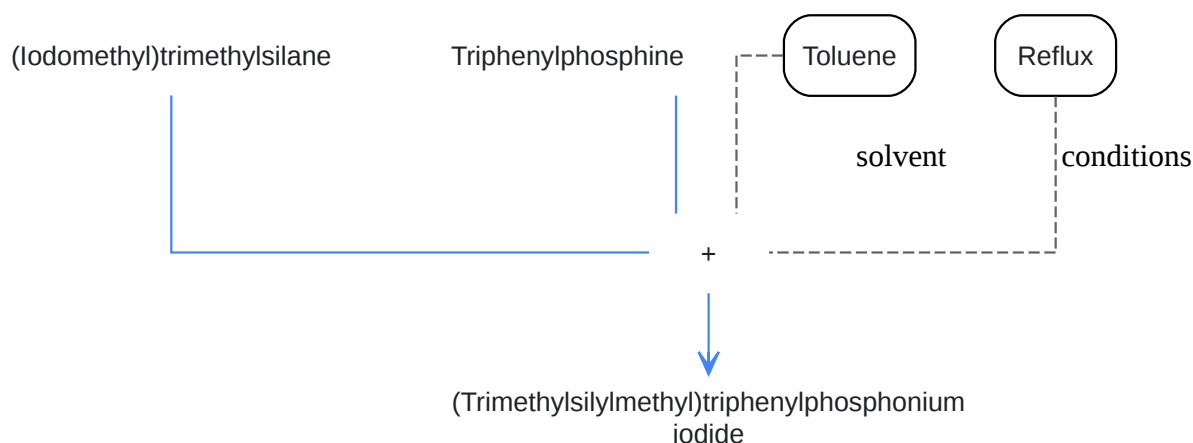 (Iodomethyl)trimethylsilane
Triphenylphosphine
Toluene
Reflux
solvent
conditions
+
(Trimethylsilylmethyl)triphenylphosphonium
iodide